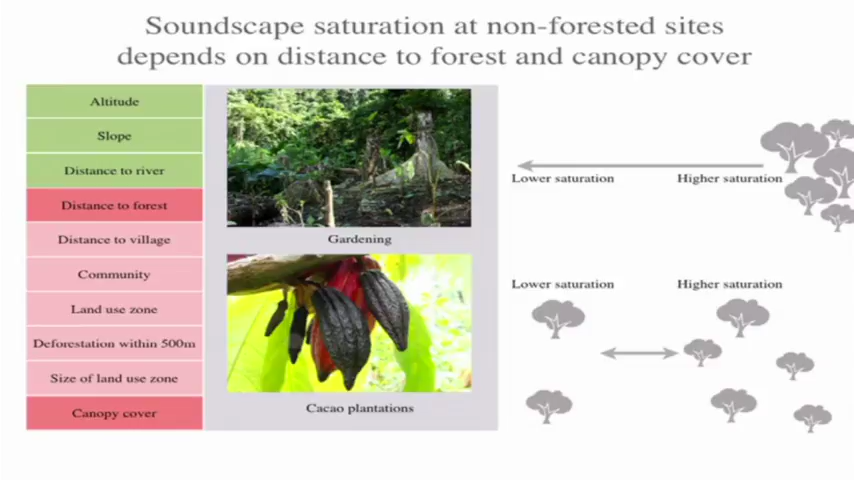 Soundscape saturation at non-forested sites
depends on distance to forest and canopy cover
Altitude
Slope
Distance to river
Distance to forest
Distance to village
Community
Land use zone
Deforestation within 500m
Size of land use zone
Canopy cover
Gardening
Cacao plantations
Lower saturation
Higher saturation
Lower saturation
Higher saturation